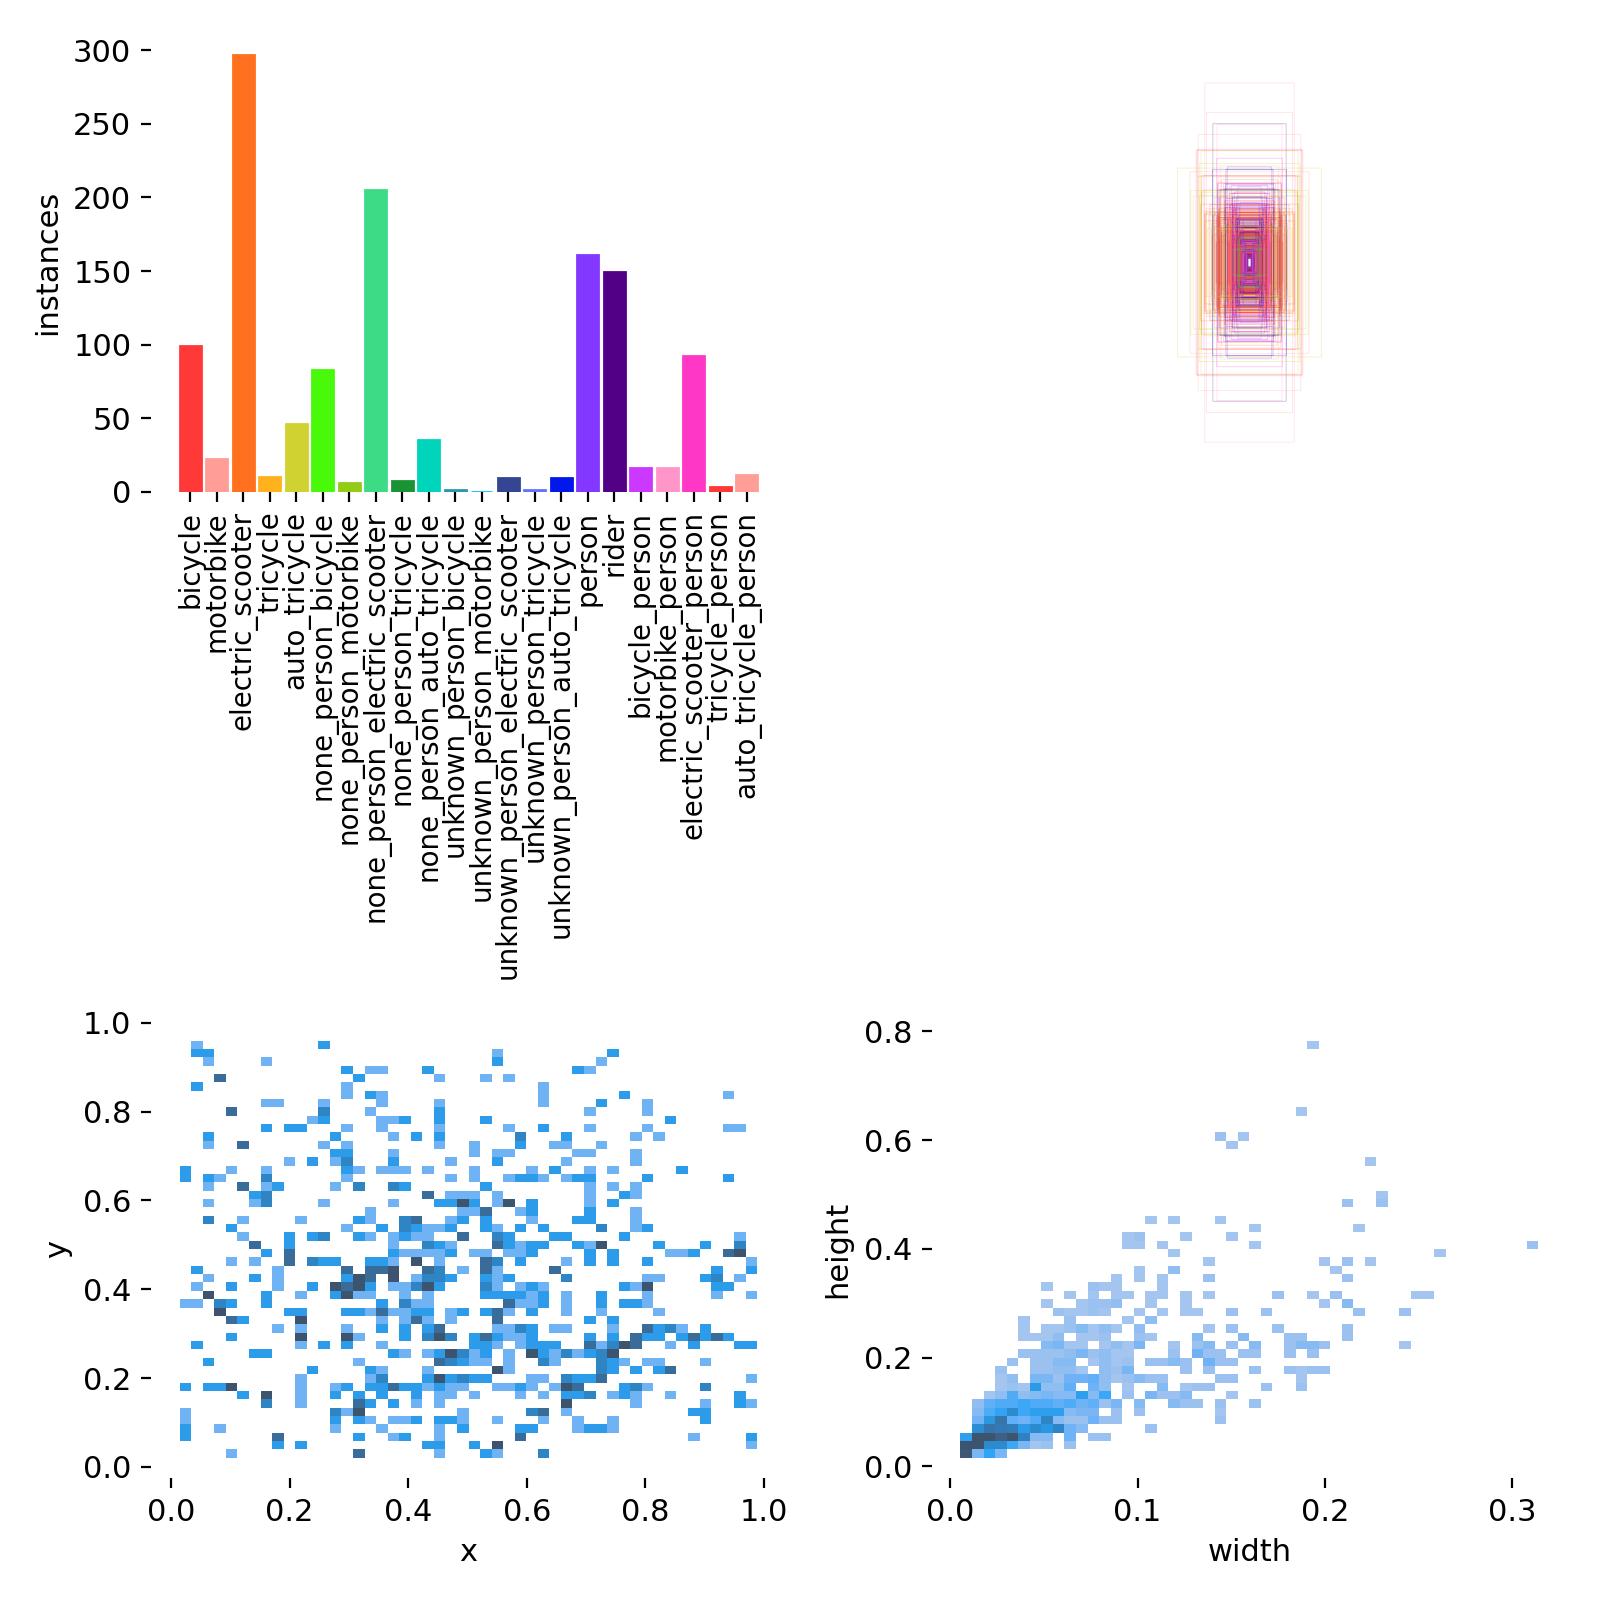 300
250
200
150
100
50
0
instances
bicycle
motorbike
electric_scooter
tricycle
auto_tricycle
none_person_bicycle
none_person_motorbike
none_person_electric_scooter
none_person_tricycle
none_person_auto_tricycle
unknown_person_bicycle
unknown_person_motorbike
unknown_person_electric_scooter
unknown_person_tricycle
unknown_person_auto_tricycle
person
rider
bicycle_person
motorbike_person
electric_scooter_person
tricycle_person
auto_tricycle_person
1.0
0.8
0.6
0.4
0.2
0.0
y
0.0 0.2 0.4 0.6 0.8 1.0
x
0.8
0.6
0.4
0.2
0.0
height
0.0 0.1 0.2 0.3
width